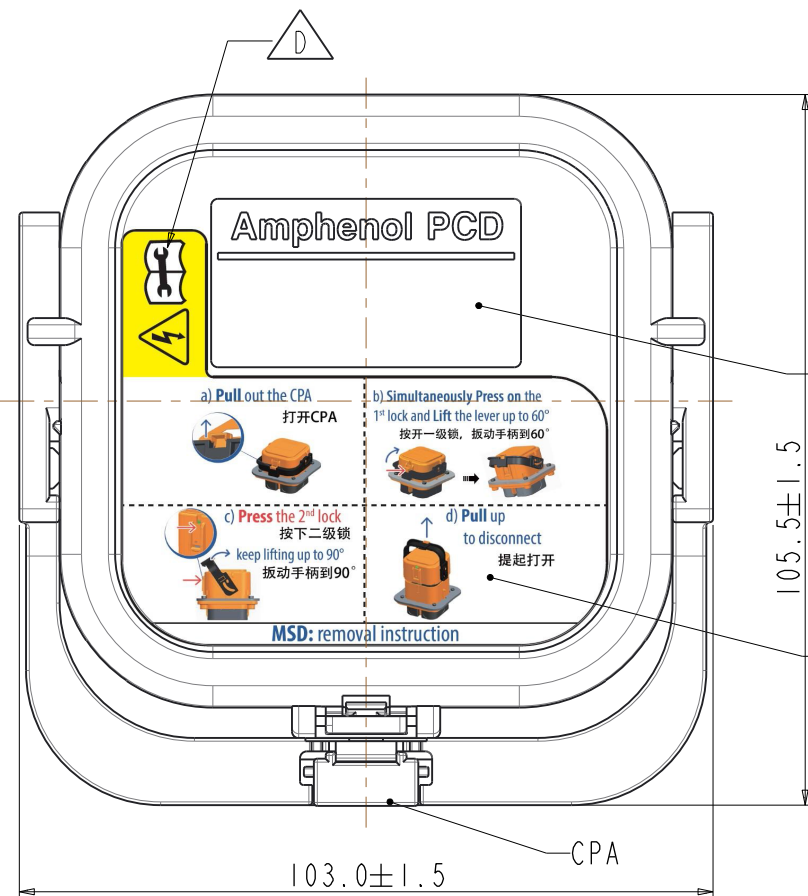 D
Amphenol PCD
a) Pull out the CPA
打开CPA
b) Simultaneously Press on the
1st lock and Lift the lever up to 60°
按开一级锁，扳动手柄到60°
c) Press the 2nd lock
按下二级锁
keep lifting up to 90°
扳动手柄到90°
d) Pull up
to disconnect
提起打开
MSD: removal instruction
105.5±1.5
CPA
103.0±1.5